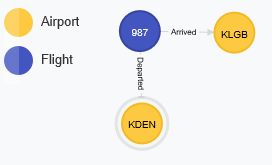 Airport
Flight
987
Arrived
KLGB
Departed
KDEN